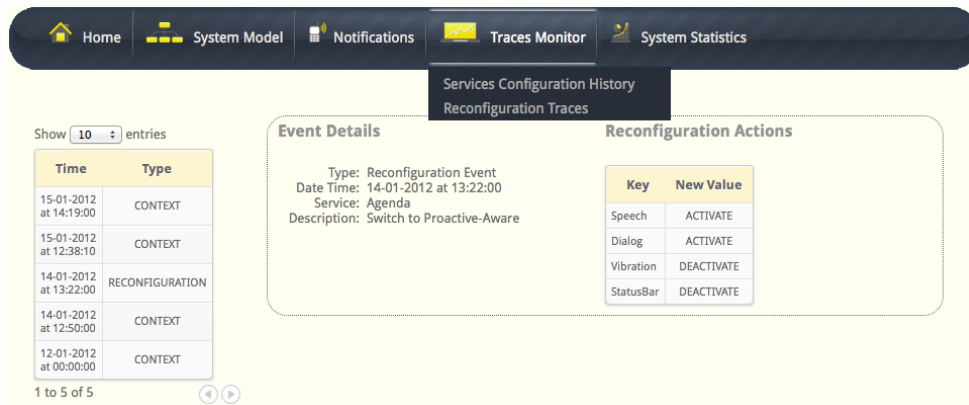 Home
System Model
Notifications
Traces Monitor
System Statistics
Services Configuration History
Reconfiguration Traces
Show 10 entries
Time Type
15-01-2012
at 14:19:00
CONTEXT
15-01-2012
at 12:38:10
CONTEXT
14-01-2012
at 13:22:00
RECONFIGURATION
14-01-2012
at 12:50:00
CONTEXT
12-01-2012
at 00:00:00
CONTEXT
1 to 5 of 5
Event Details
Type: Reconfiguration Event
Date Time: 14-01-2012 at 13:22:00
Service: Agenda
Description: Switch to Proactive-Aware
Reconfiguration Actions
Key New Value
Speech ACTIVATE
Dialog ACTIVATE
Vibration DEACTIVATE
StatusBar DEACTIVATE